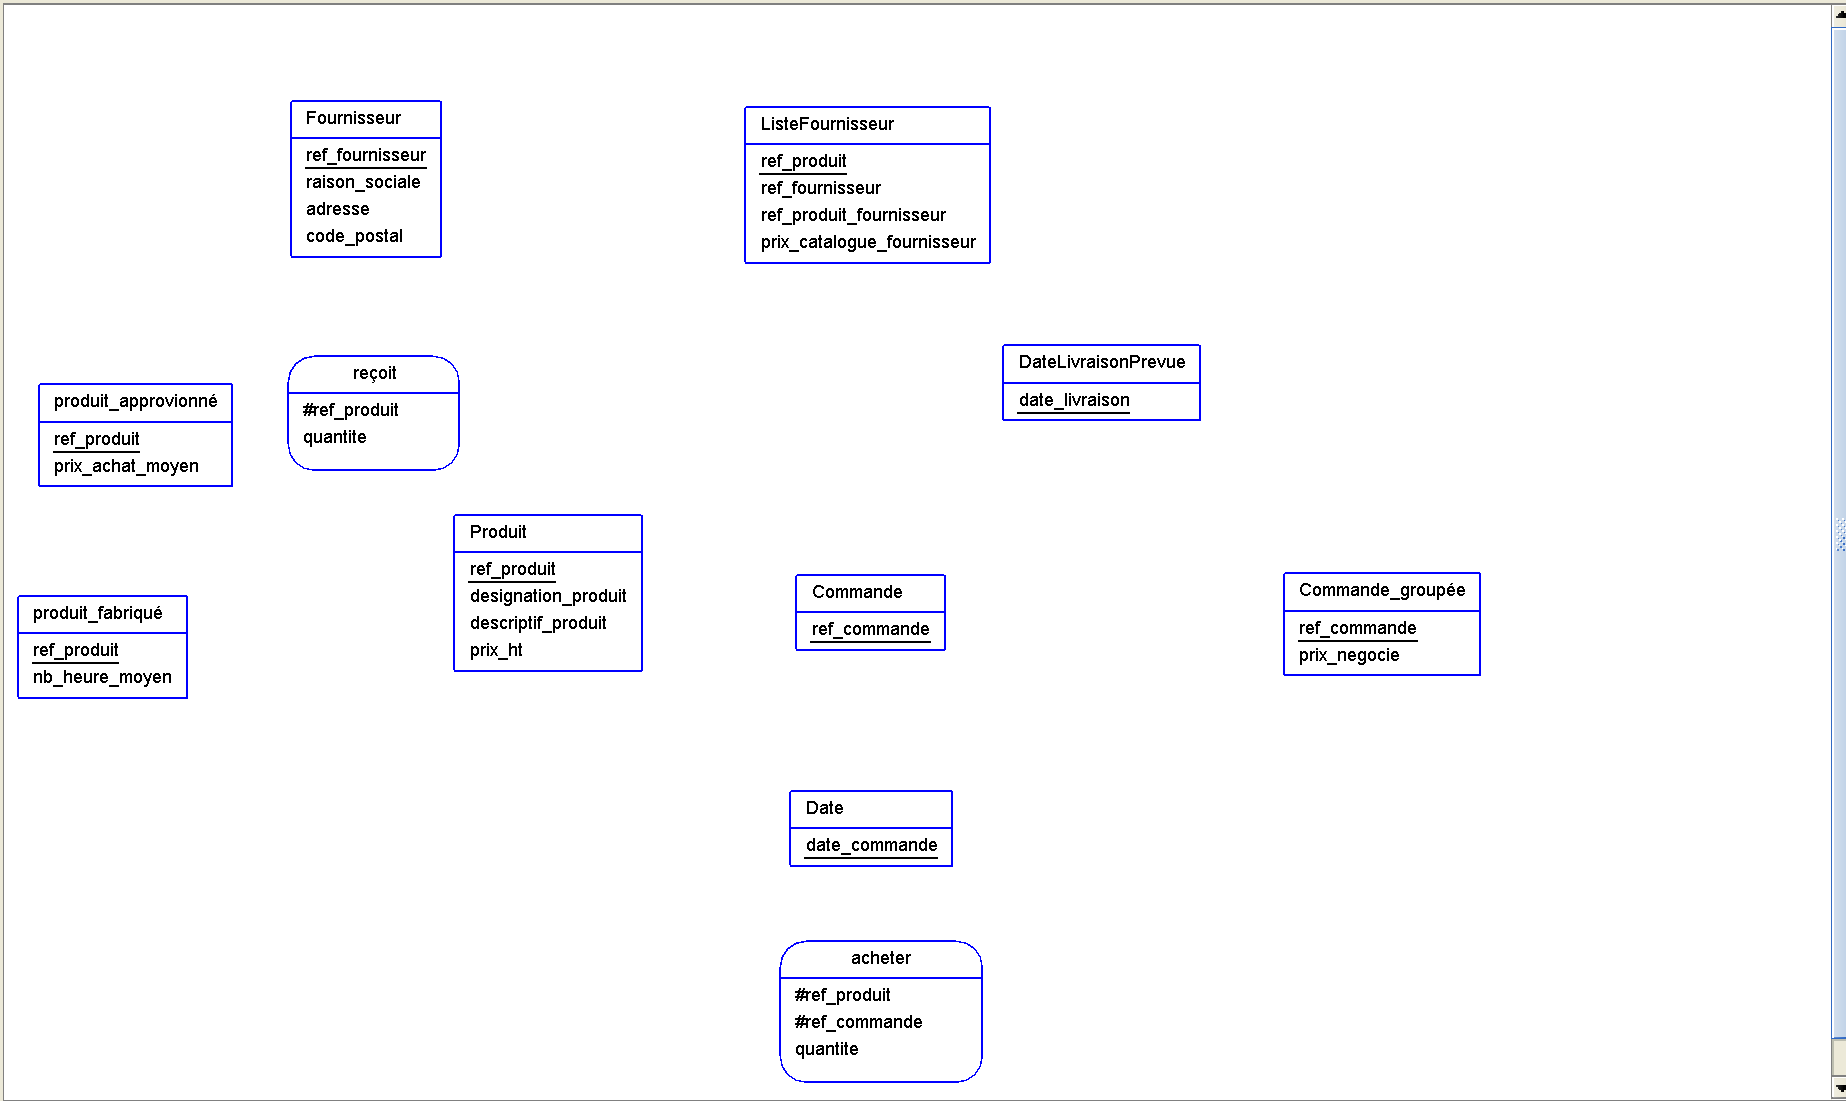 Fournisseur
ref_fournisseur
raison_sociale
adresse
code_postal
ListeFournisseur
ref_produit
ref_fournisseur
ref_produit_fournisseur
prix_catalogue_fournisseur
produit_approvionné
ref_produit
prix_achat_moyen
reçoit
#ref_produit
quantite
DateLivraisonPrevue
date_livraison
produit_fabriqué
ref_produit
nb_heure_moyen
Produit
ref_produit
designation_produit
descriptif_produit
prix_ht
Commande
ref_commande
Commande_groupée
ref_commande
prix_negocie
Date
date_commande
acheter
#ref_produit
#ref_commande
quantite